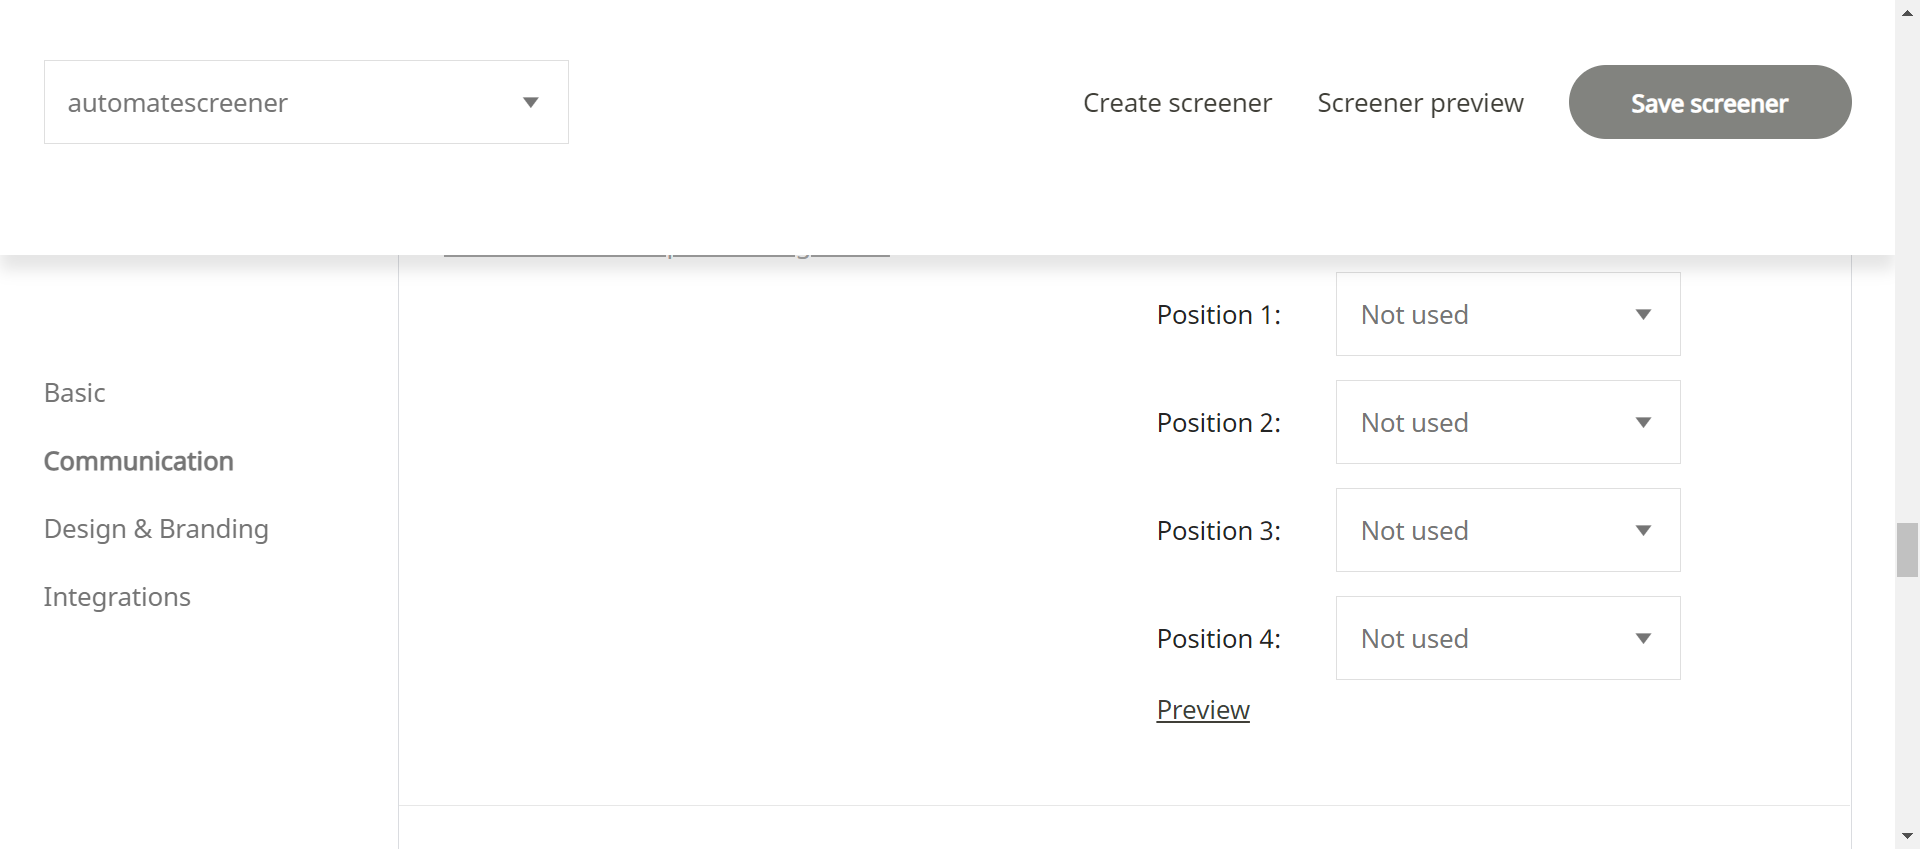 automatescreener
Create screener
Screener preview
Save screener
Basic
Communication
Design & Branding
Integrations
Position 1:
Not used
Position 2:
Not used
Position 3:
Not used
Position 4:
Not used
Preview